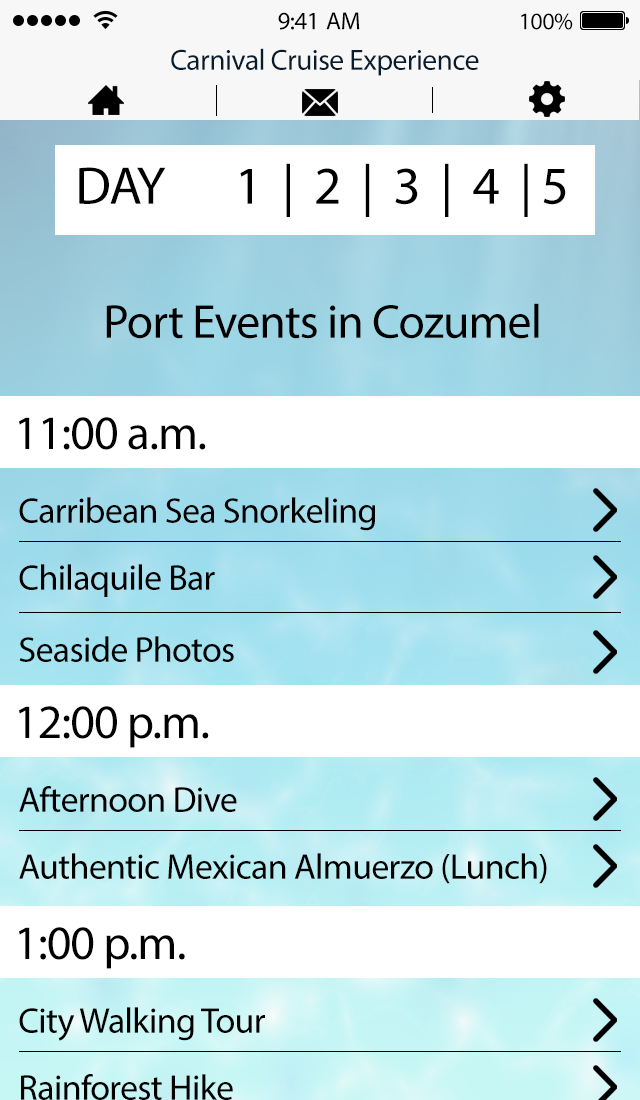 9:41 AM 100%
Carnival Cruise Experience
DAY 1 | 2 | 3 | 4 | 5
Port Events in Cozumel
11:00 a.m.
Carribean Sea Snorkeling
Chilaquile Bar
Seaside Photos
12:00 p.m.
Afternoon Dive
Authentic Mexican Almuerzo (Lunch)
1:00 p.m.
City Walking Tour
Rainforest Hike